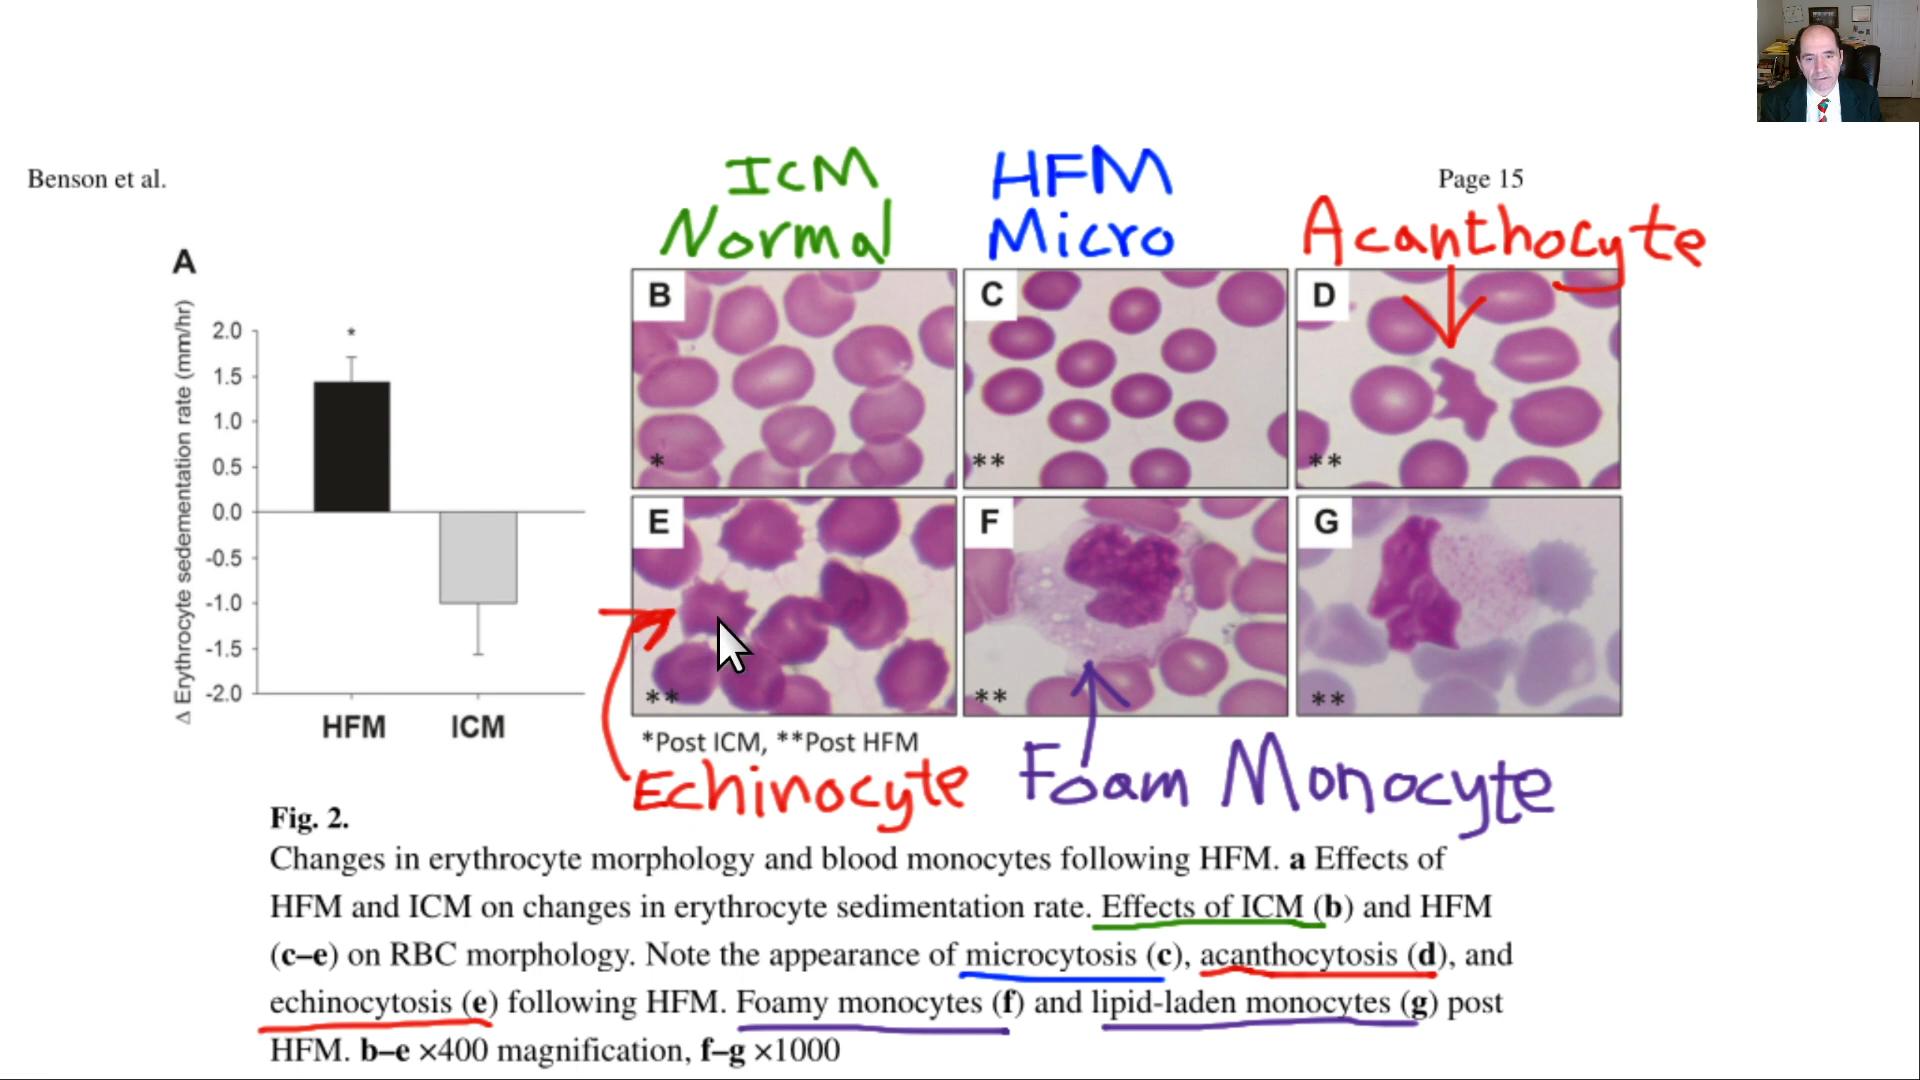 Benson et al.
Page 15
ICM
Normal
HFM
Micro
Acanthocyte
A
Δ Erythrocyte sedementation rate (mm/hr)
2.0
1.5
1.0
0.5
0.0
-0.5
-1.0
-1.5
-2.0
*
HFM
ICM
B
*
C
**
D
**
E
**
F
**
G
**
*Post ICM, **Post HFM
Echinocyte
Foam Monocyte
Fig. 2.
Changes in erythrocyte morphology and blood monocytes following HFM. a Effects of
HFM and ICM on changes in erythrocyte sedimentation rate. Effects of ICM (b) and HFM
(c–e) on RBC morphology. Note the appearance of microcytosis (c), acanthocytosis (d), and
echinocytosis (e) following HFM. Foamy monocytes (f) and lipid-laden monocytes (g) post
HFM. b–e ×400 magnification, f–g ×1000